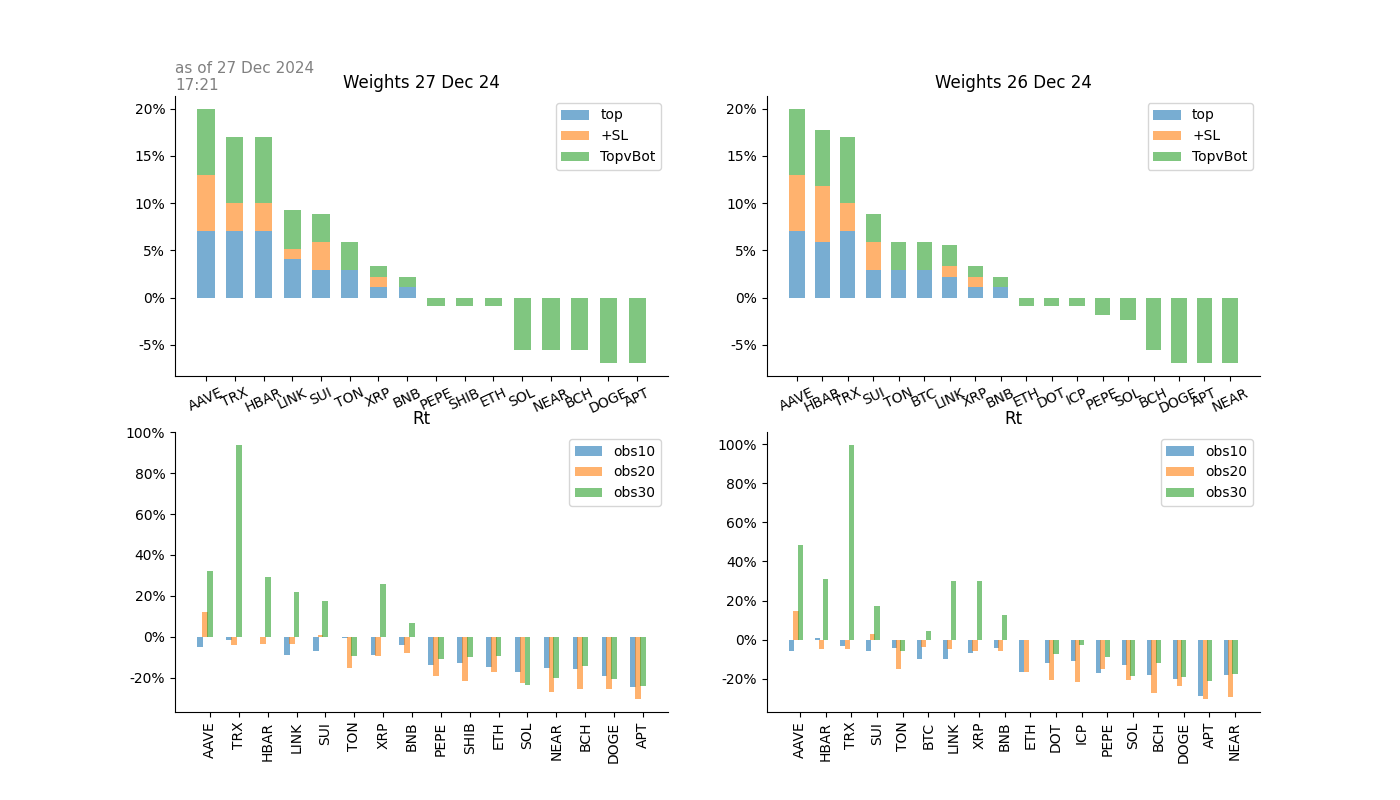 as of 27 Dec 2024
17:21
Weights 27 Dec 24
20%
15%
10%
5%
0%
-5%
top
+SL
TopvBot
AAVE TRX HBAR LINK SUI TON XRP BNB PEPE SHIB ETH SOL NEAR BCH DOGE APT
Weights 26 Dec 24
20%
15%
10%
5%
0%
-5%
top
+SL
TopvBot
AAVE HBAR TRX SUI TON BTC LINK XRP BNB ETH DOT ICP PEPE SOL BCH DOGE APT NEAR
Rt
100%
80%
60%
40%
20%
0%
-20%
obs10
obs20
obs30
AAVE TRX HBAR LINK SUI TON XRP BNB PEPE SHIB ETH SOL NEAR BCH DOGE APT
Rt
100%
80%
60%
40%
20%
0%
-20%
obs10
obs20
obs30
AAVE HBAR TRX SUI TON BTC LINK XRP BNB ETH DOT ICP PEPE SOL BCH DOGE APT NEAR